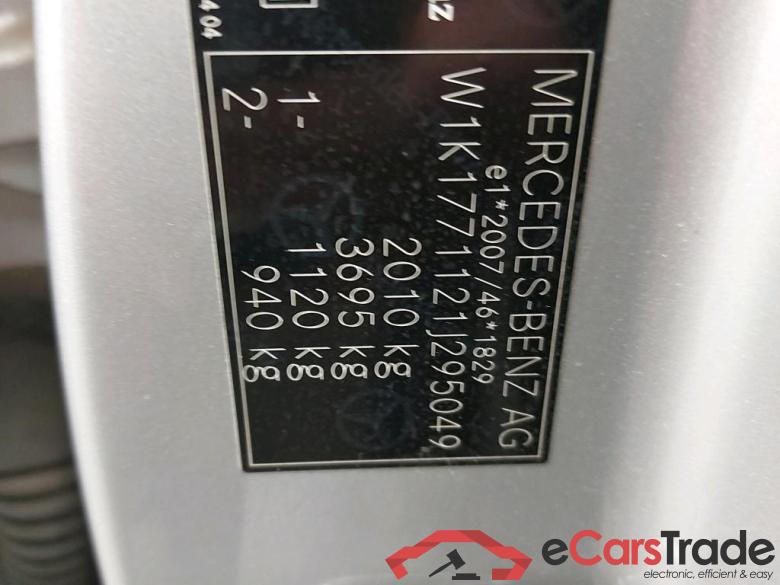 404
z
MERCEDES-BENZ AG
e1*2007/46*1829
W1K1771121J295049
2010 kg
3695 kg
1- 1120 kg
2- 940 kg
eCarsTrade
electronic, efficient & easy